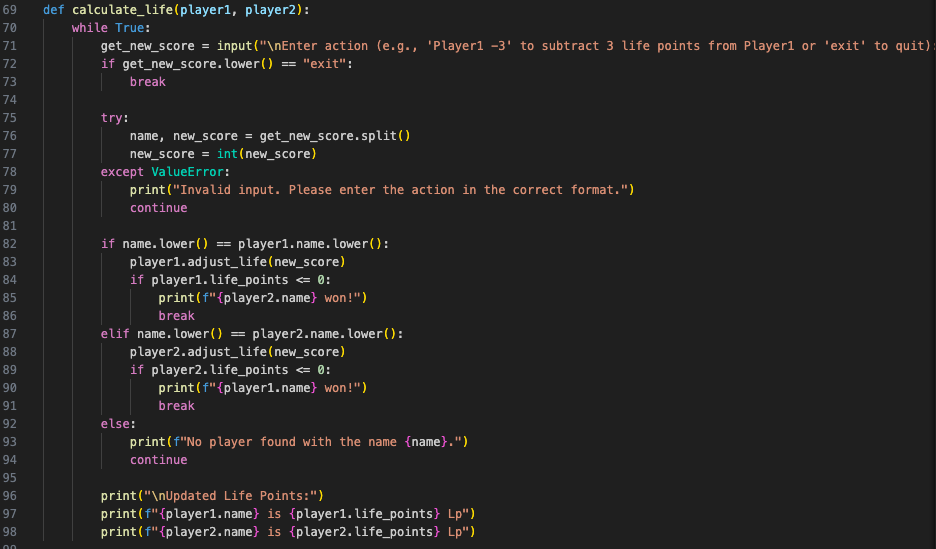 69 def calculate_life(player1, player2):
70 while True:
71 get_new_score = input("\nEnter action (e.g., 'Player1 -3' to subtract 3 life points from Player1 or 'exit' to quit):
72 if get_new_score.lower() == "exit":
73 break
74
75 try:
76 name, new_score = get_new_score.split()
77 new_score = int(new_score)
78 except ValueError:
79 print("Invalid input. Please enter the action in the correct format.")
80 continue
81
82 if name.lower() == player1.name.lower():
83 player1.adjust_life(new_score)
84 if player1.life_points <= 0:
85 print(f"{player2.name} won!")
86 break
87 elif name.lower() == player2.name.lower():
88 player2.adjust_life(new_score)
89 if player2.life_points <= 0:
90 print(f"{player1.name} won!")
91 break
92 else:
93 print(f"No player found with the name {name}.")
94 continue
95
96 print("\nUpdated Life Points:")
97 print(f"{player1.name} is {player1.life_points} Lp")
98 print(f"{player2.name} is {player2.life_points} Lp")